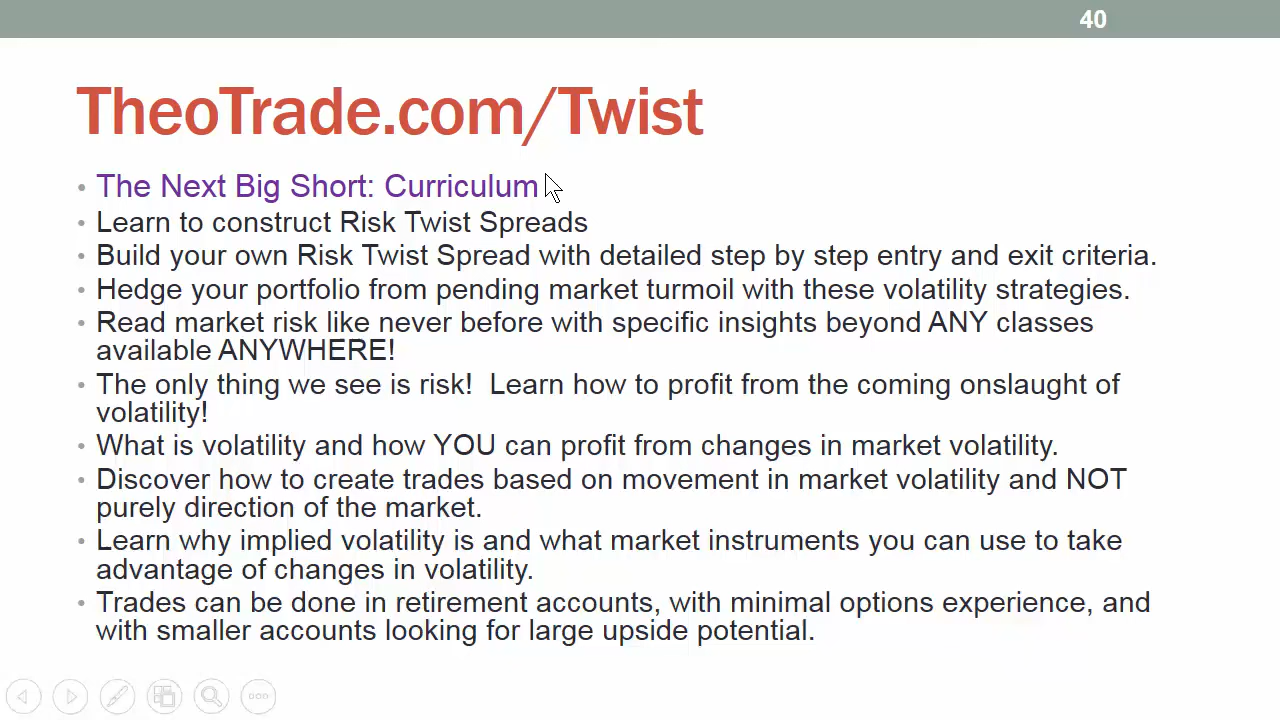 40
TheoTrade.com/Twist
• The Next Big Short: Curriculum
• Learn to construct Risk Twist Spreads
• Build your own Risk Twist Spread with detailed step by step entry and exit criteria.
• Hedge your portfolio from pending market turmoil with these volatility strategies.
• Read market risk like never before with specific insights beyond ANY classes
available ANYWHERE!
• The only thing we see is risk!  Learn how to profit from the coming onslaught of
volatility!
• What is volatility and how YOU can profit from changes in market volatility.
• Discover how to create trades based on movement in market volatility and NOT
purely direction of the market.
• Learn why implied volatility is and what market instruments you can use to take
advantage of changes in volatility.
• Trades can be done in retirement accounts, with minimal options experience, and
with smaller accounts looking for large upside potential.